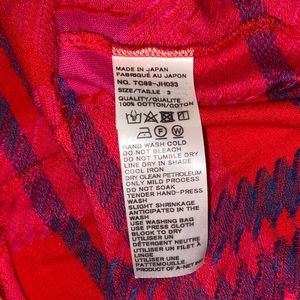 MADE IN JAPAN
FABRIQUÉ AU JAPON
NO. TC88-JH033
SIZE/TAILLE 3
QUALITY/QUALITE
100% COTTON/COTON
HAND WASH COLD
DO NOT BLEACH
DO NOT TUMBLE DRY
LINE DRY IN SHADE
COOL IRON
DRY CLEAN PETROLEUM
ONLY MILD PROCESS
DO NOT SOAK
TENDER HAND-PRESS
WASH
SLIGHT SHRINKAGE
ANTICIPATED IN THE
WASH
USE WASHING BAG
USE PRESS CLOTH
BLOCK TO DRY
UTILISER UN
DETERGENT NEUTRE
UTILISER UN FILET A
LINGE
UTILISER UNE
PATTEMOUILLE
PRODUCT OF A-NET